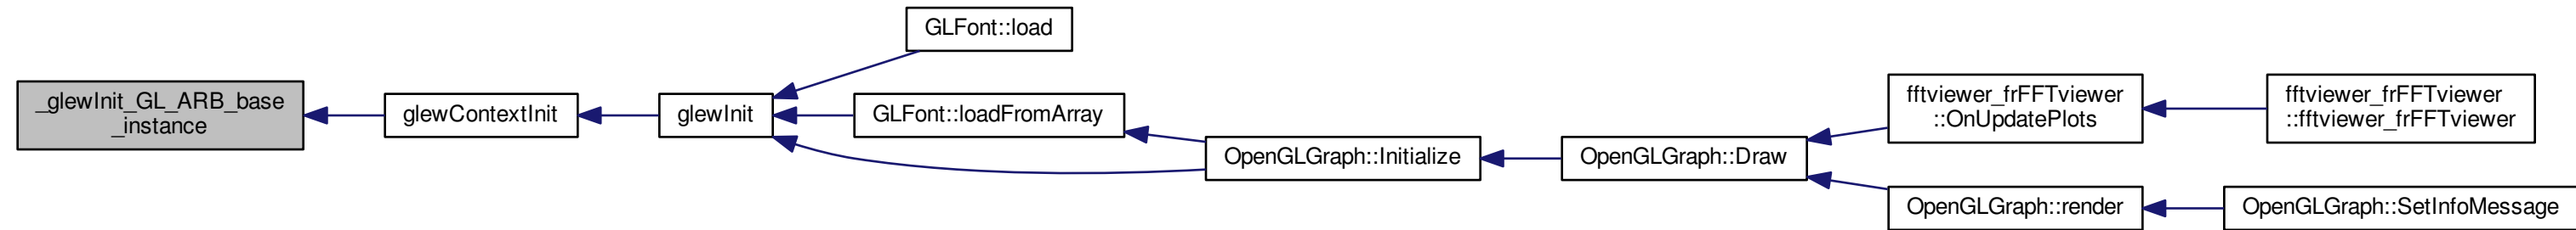 _glewInit_GL_ARB_base
_instance
glewContextInit
glewInit
GLFont::load
GLFont::loadFromArray
OpenGLGraph::Initialize
OpenGLGraph::Draw
fftviewer_frFFTviewer
::OnUpdatePlots
fftviewer_frFFTviewer
::fftviewer_frFFTviewer
OpenGLGraph::render
OpenGLGraph::SetInfoMessage